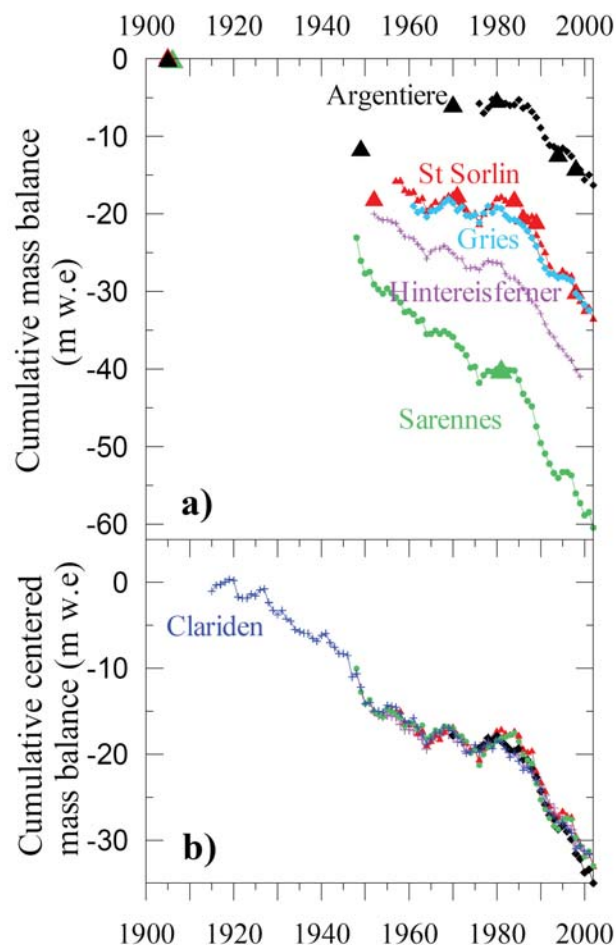 1900 1920 1940 1960 1980 2000
0
-10
-20
-30
-40
-50
-60
Cumulative mass balance
(m w.e)
Argentiere
St Sorlin
Gries
Hintereisferner
Sarennes
a)
0
-10
-20
-30
Cumulative centered
mass balance (m w.e)
Clariden
b)
1900 1920 1940 1960 1980 2000